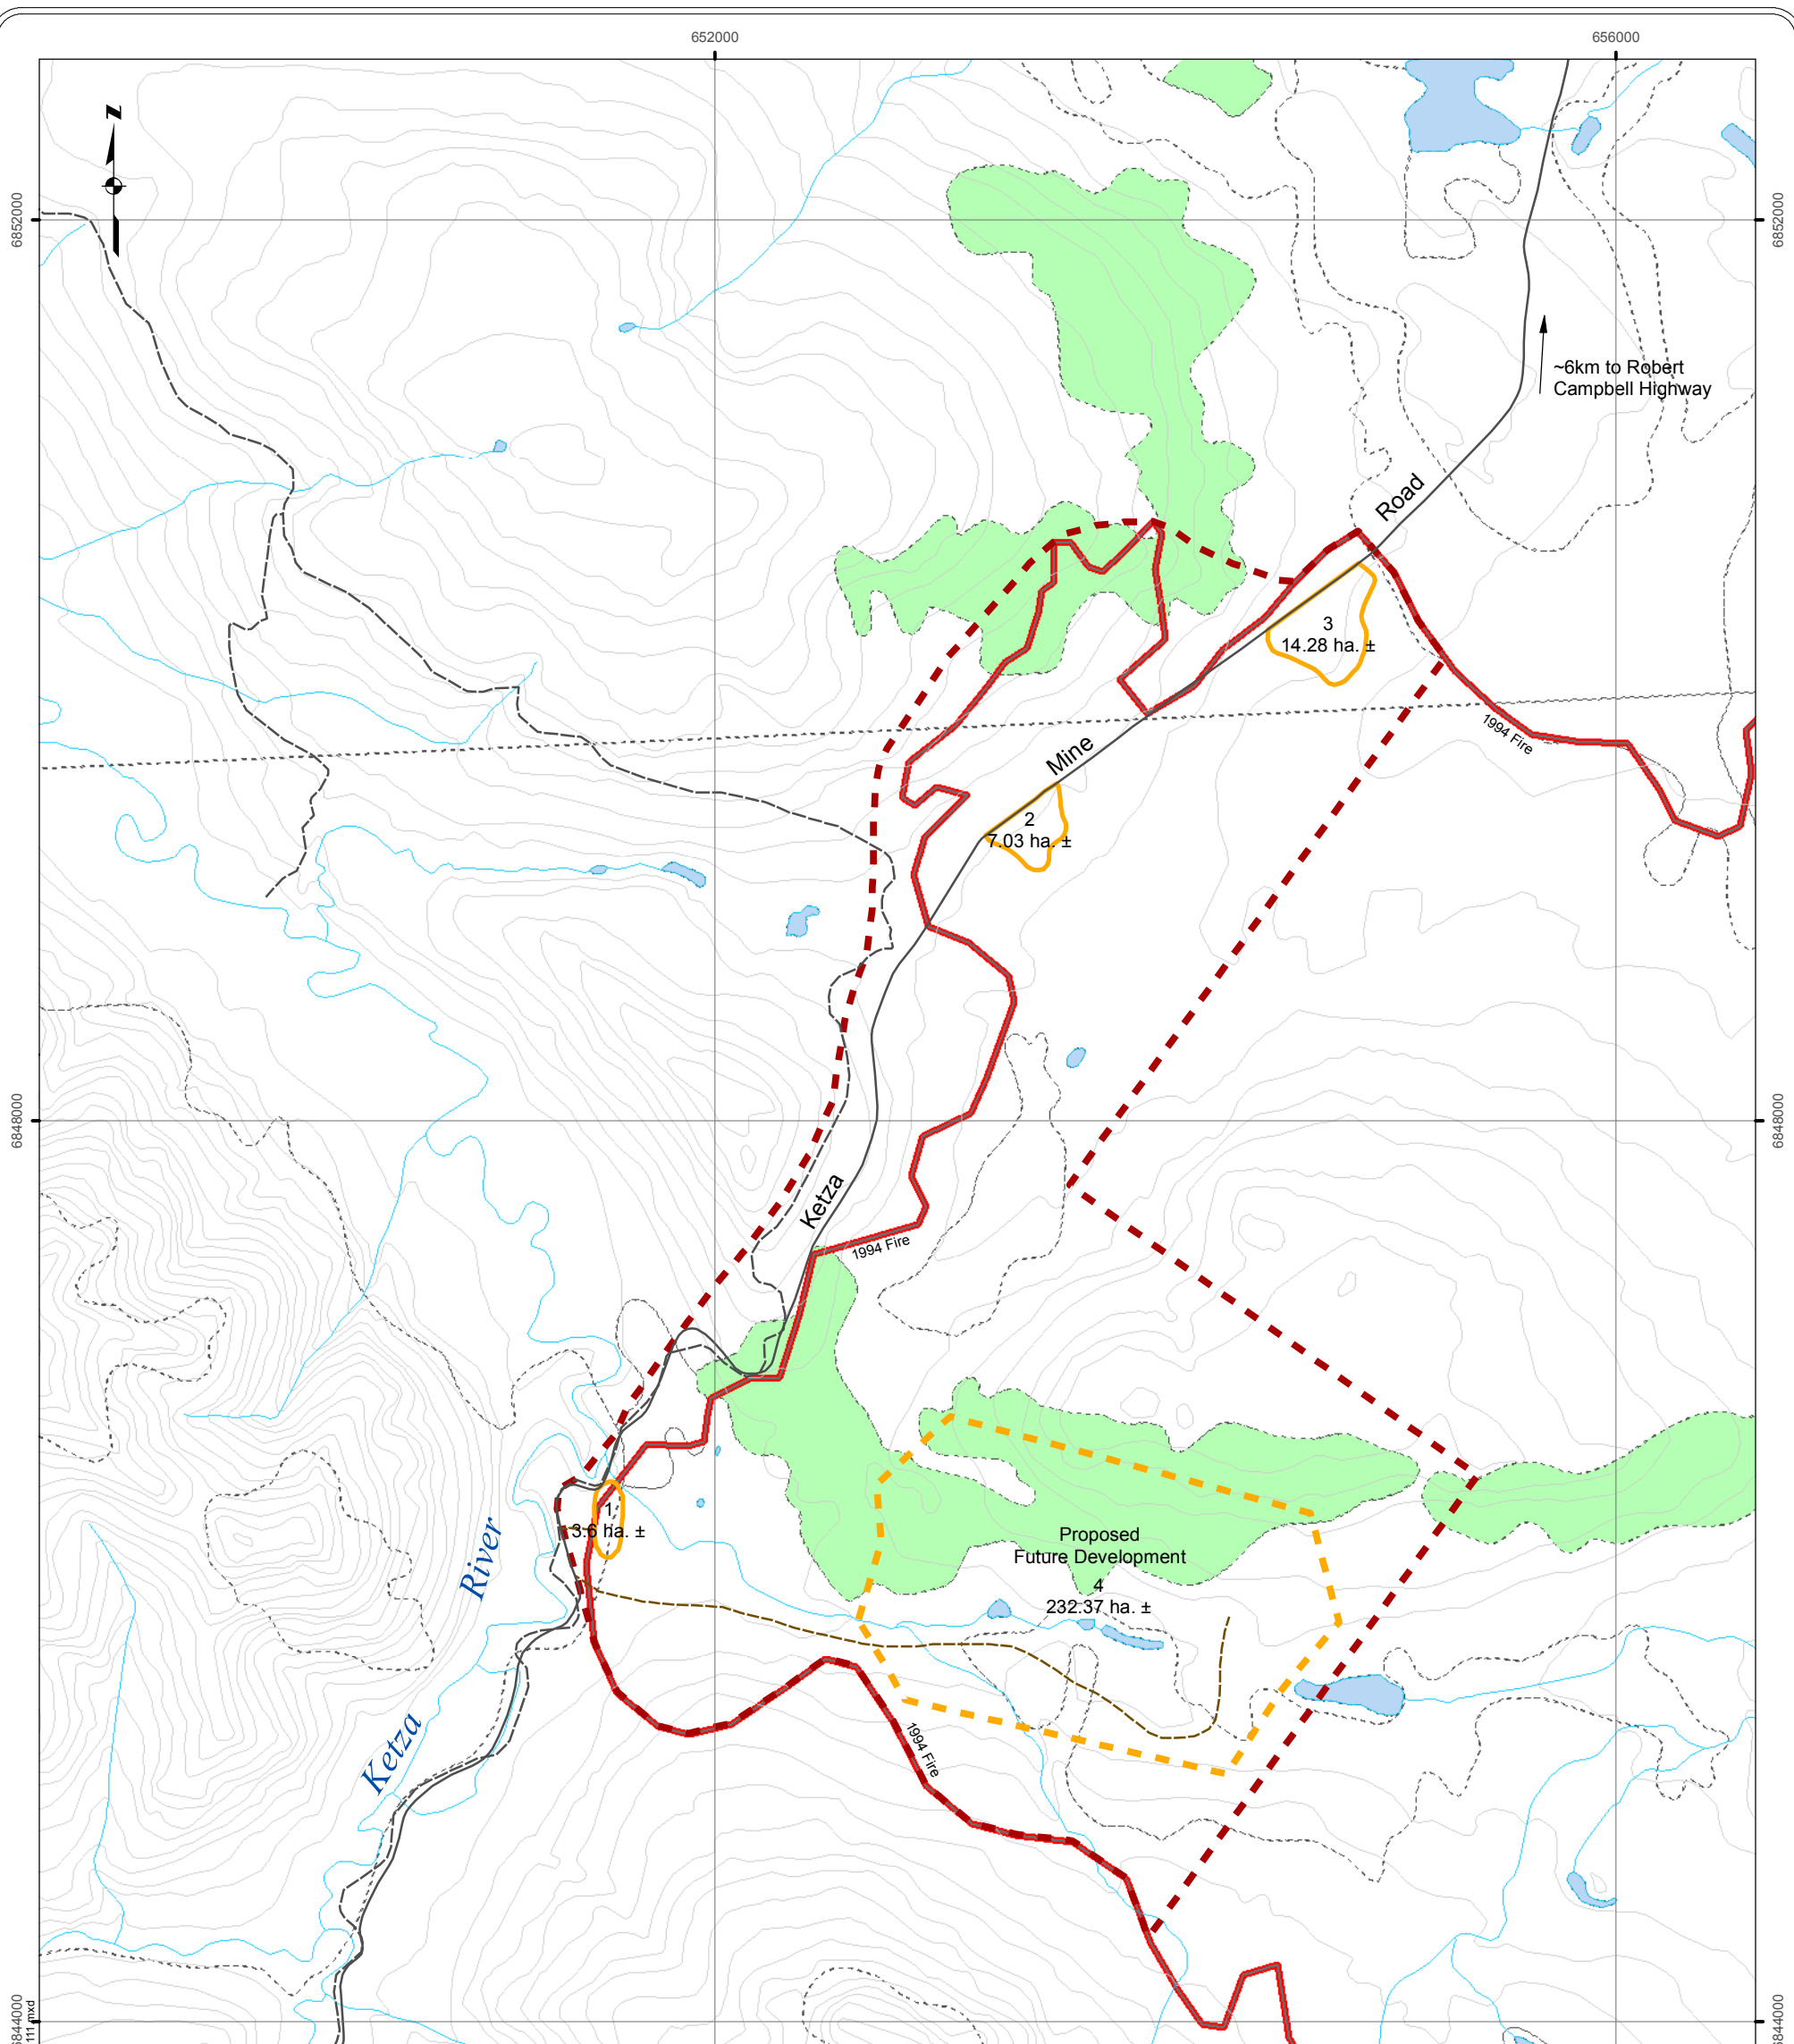 652000
656000
N
6852000
6852000
~6km to Robert
Campbell Highway
Road
3
14.28 ha. ±
1994 Fire
Mine
2
7.03 ha. ±
6848000
6848000
Ketza
1994 Fire
1
3.6 ha. ±
River
Proposed
Future Development
4
232.37 ha. ±
Ketza
1994 Fire
6844000
6844000
111 mxd